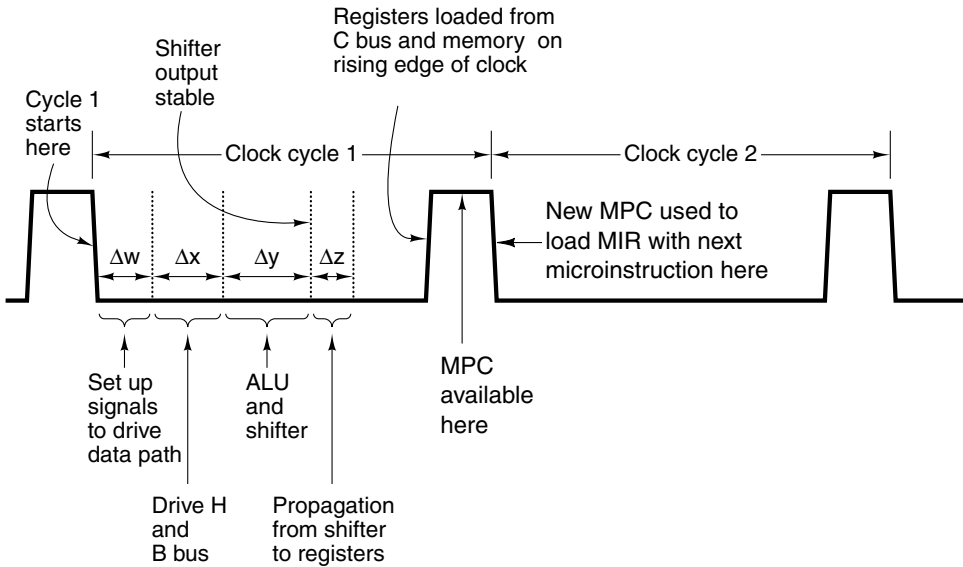 Registers loaded from
C bus and memory on
rising edge of clock
Shifter
output
stable
Cycle 1
starts
here
Clock cycle 1
Clock cycle 2
New MPC used to
load MIR with next
microinstruction here
Δw
Δx
Δy
Δz
Set up
signals
to drive
data path
ALU
and
shifter
MPC
available
here
Drive H
and
B bus
Propagation
from shifter
to registers